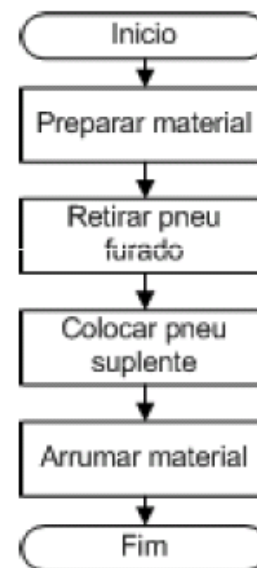 Inicio
Preparar material
Retirar pneu
furado
Colocar pneu
suplente
Arrumar material
Fim